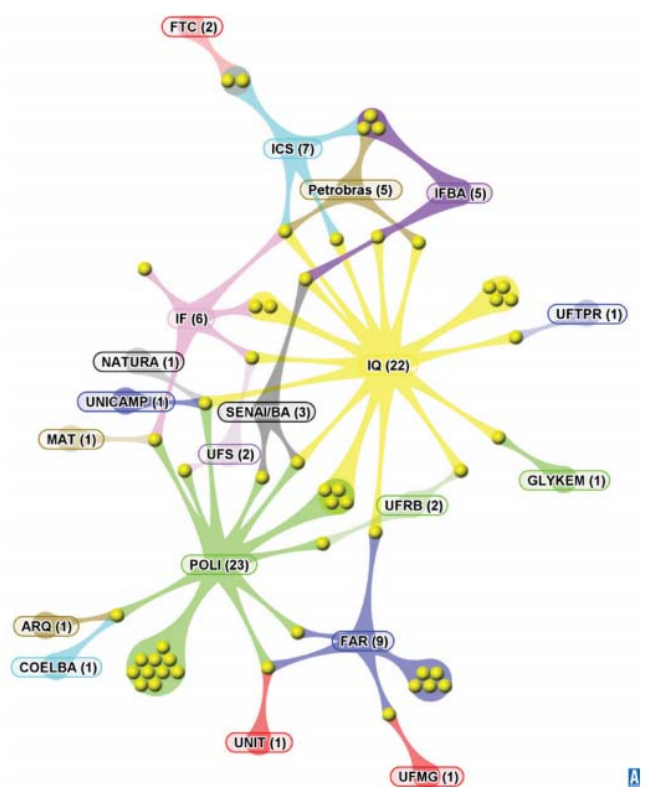 FTC (2)
ICS (7)
Petrobras (5)
IFBA (5)
IF (6)
UFTPR (1)
NATURA (1)
IQ (22)
UNICAMP (1)
SENAI/BA (3)
MAT (1)
UFS (2)
GLYKEM (1)
UFRB (2)
POLI (23)
ARQ (1)
FAR (9)
COELBA (1)
UNIT (1)
UFMG (1)
A